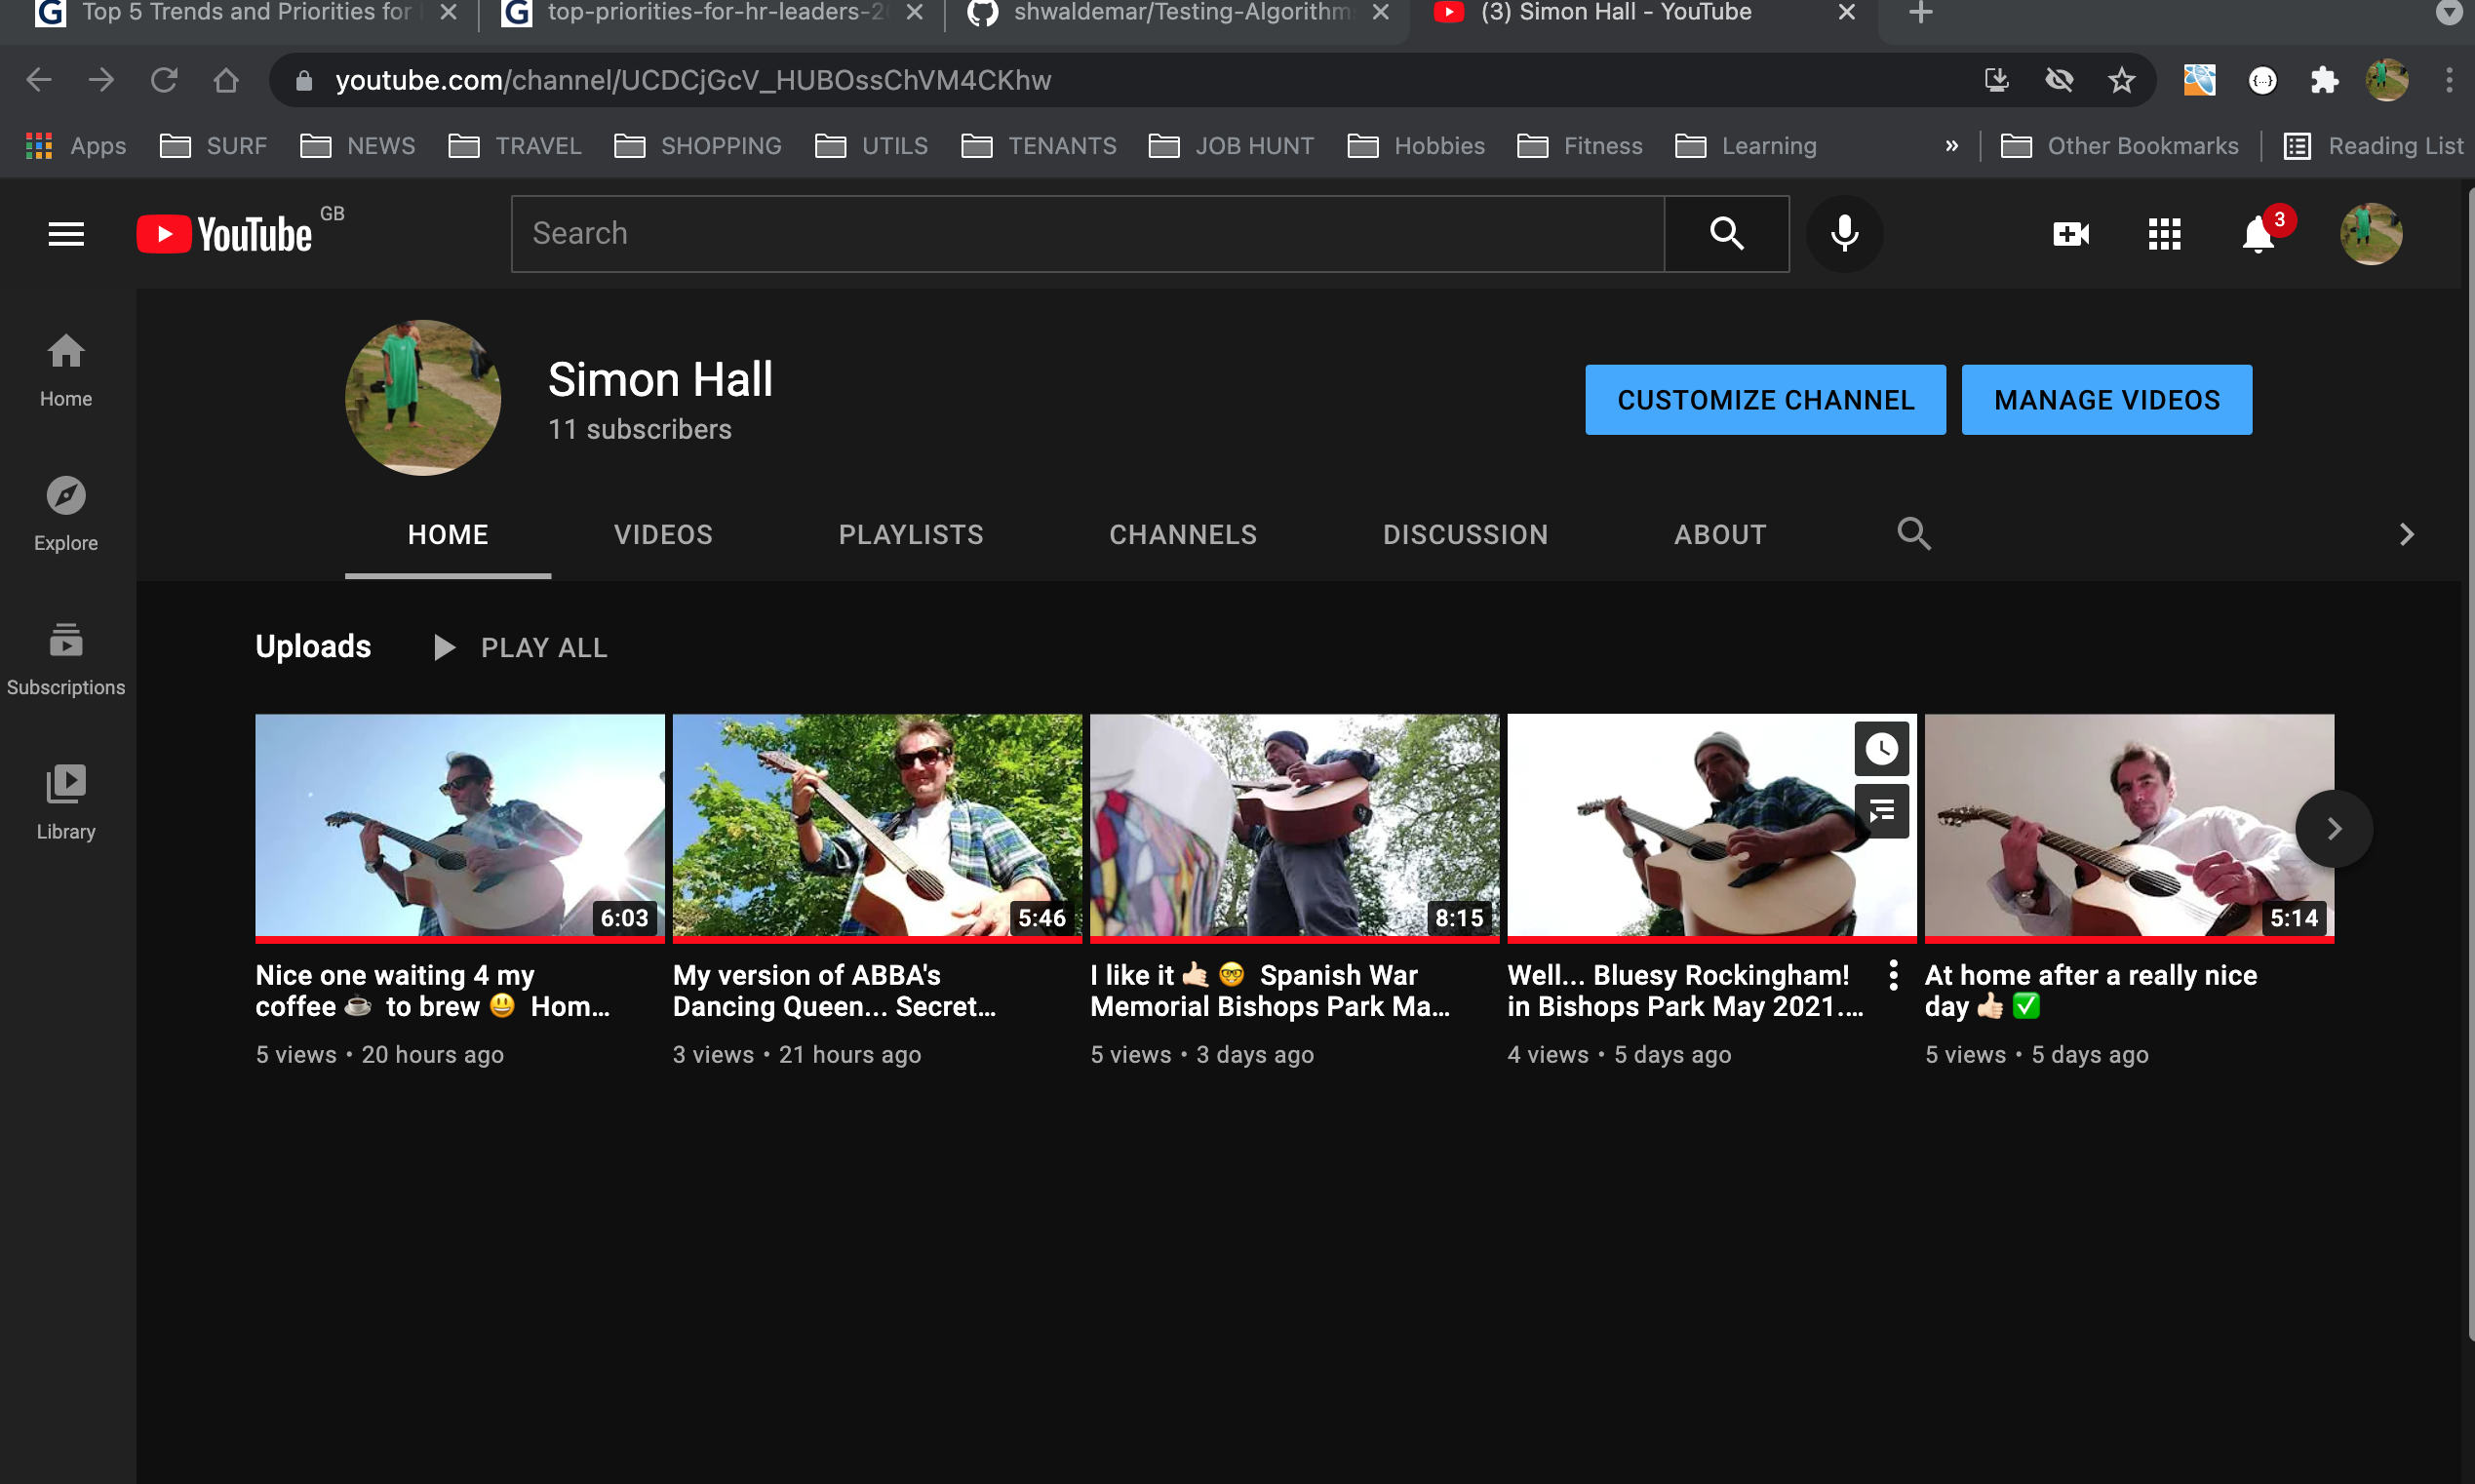 Top 5 Trends and Priorities for
top-priorities-for-hr-leaders-2
shwaldemar/Testing-Algorithm
(3) Simon Hall - YouTube
youtube.com/channel/UCDCjGcV_HUBOssChVM4CKhw
Apps SURF NEWS TRAVEL SHOPPING UTILS TENANTS JOB HUNT Hobbies Fitness Learning » Other Bookmarks Reading List
YouTube GB
Search
3
Home
Explore
Subscriptions
Library
Simon Hall
11 subscribers
CUSTOMIZE CHANNEL
MANAGE VIDEOS
HOME VIDEOS PLAYLISTS CHANNELS DISCUSSION ABOUT
Uploads PLAY ALL
6:03
Nice one waiting 4 my
coffee ☕ to brew 😃 Hom...
5 views • 20 hours ago
5:46
My version of ABBA's
Dancing Queen... Secret...
3 views • 21 hours ago
8:15
I like it 🤙🏻 🤓 Spanish War
Memorial Bishops Park Ma...
5 views • 3 days ago
Well... Bluesy Rockingham!
in Bishops Park May 2021....
4 views • 5 days ago
5:14
At home after a really nice
day 👍🏻 ✅
5 views • 5 days ago